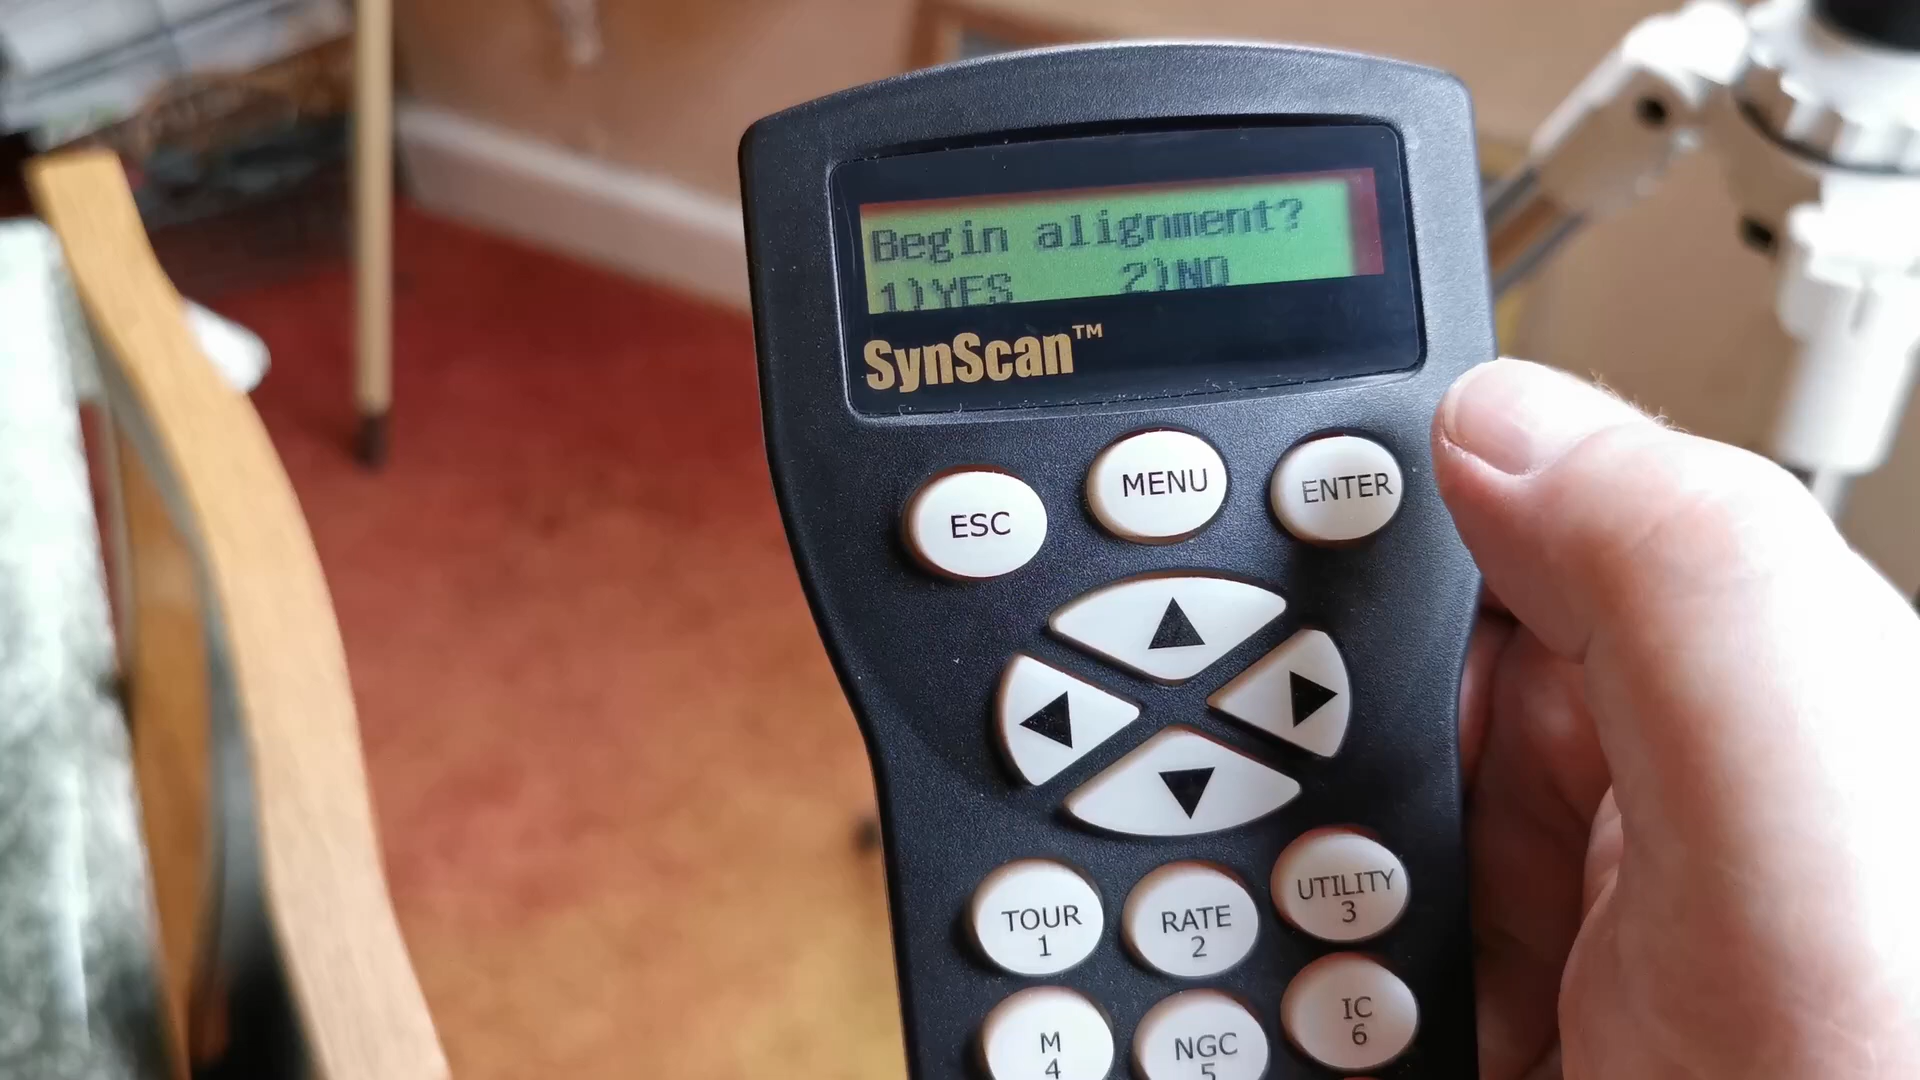 Begin alignment?
1)YES 2)NO
SynScan™
ESC MENU ENTER
TOUR 1
RATE 2
UTILITY 3
M 4
NGC 5
IC 6